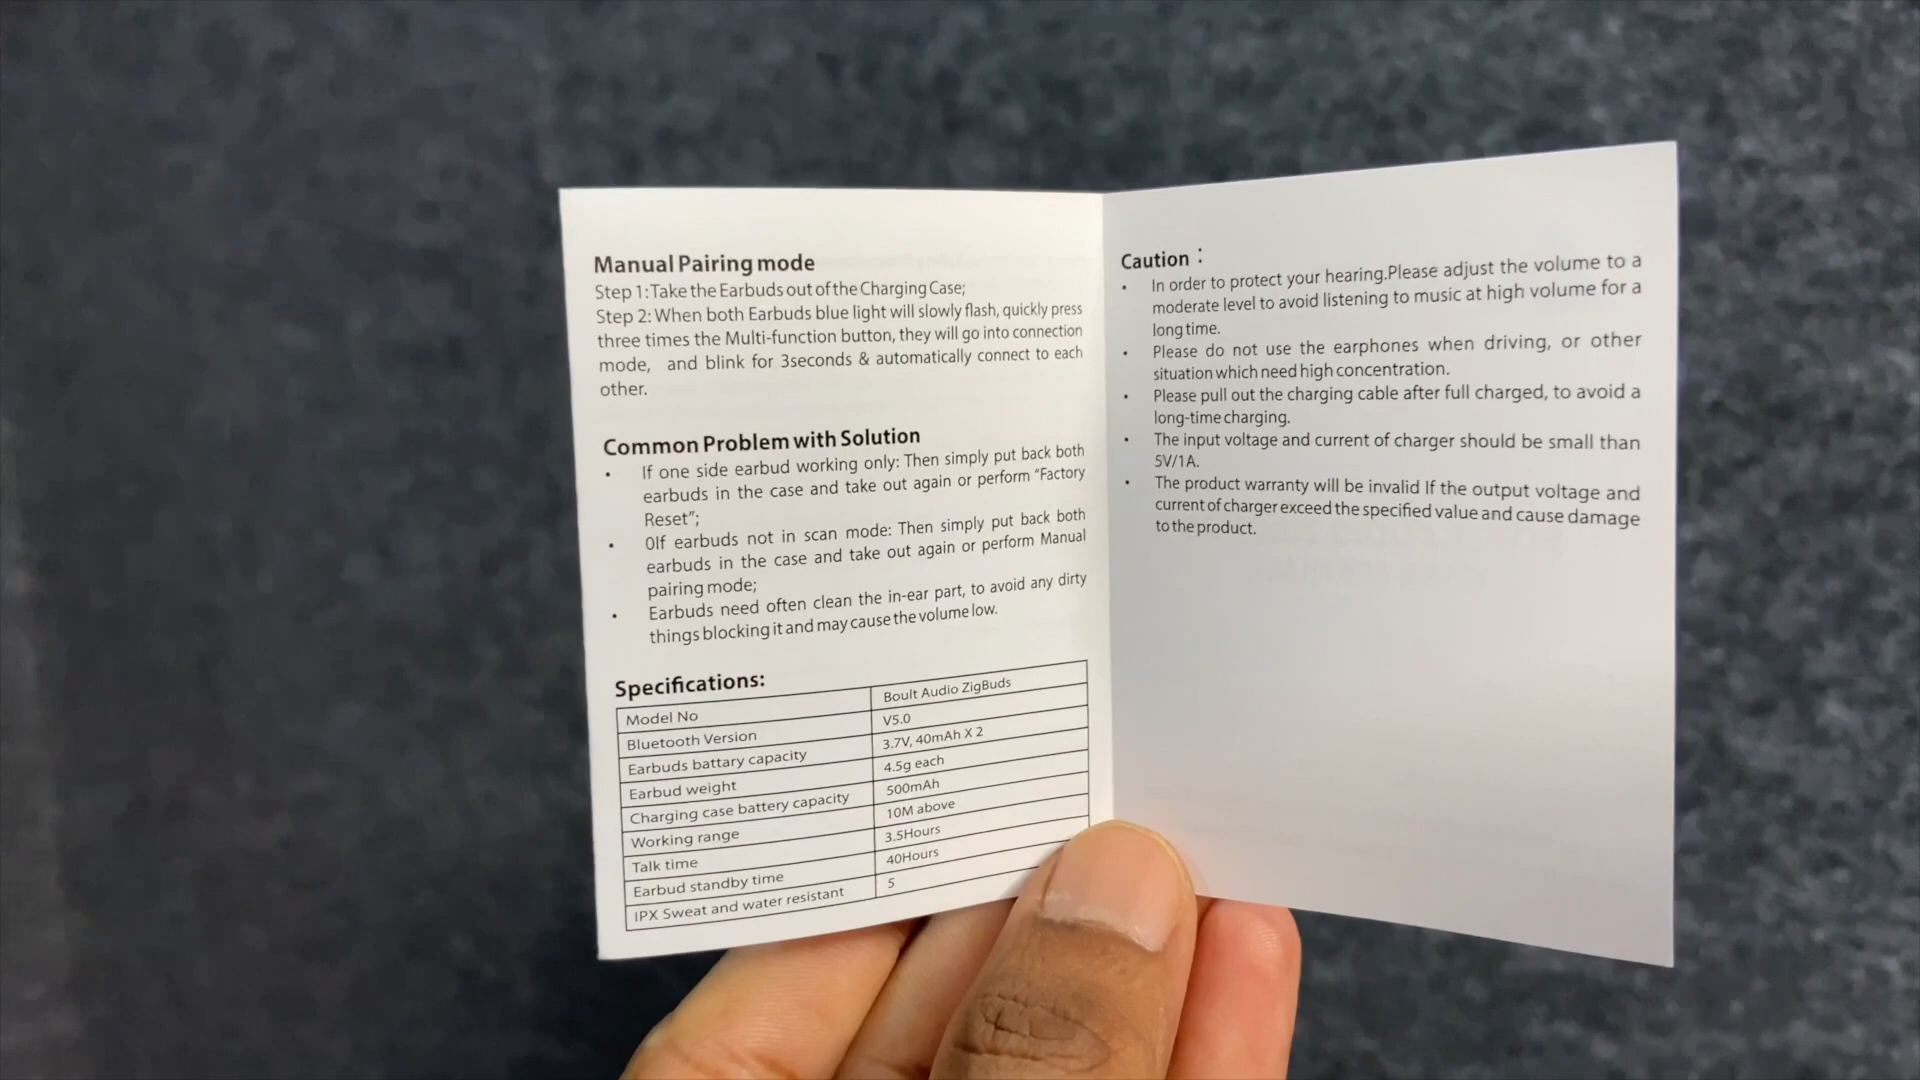 Manual Pairing mode
Step 1:Take the Earbuds out of the Charging Case;
Step 2: When both Earbuds blue light will slowly flash, quickly press
three times the Multi-function button, they will go into connection
mode, and blink for 3seconds & automatically connect to each
other.
Common Problem with Solution
• If one side earbud working only: Then simply put back both
earbuds in the case and take out again or perform “Factory
Reset”;
• 0If earbuds not in scan mode: Then simply put back both
earbuds in the case and take out again or perform Manual
pairing mode;
• Earbuds need often clean the in-ear part, to avoid any dirty
things blocking it and may cause the volume low.
Specifications:
Model No Boult Audio ZigBuds
Bluetooth Version V5.0
Earbuds battary capacity 3.7V, 40mAh X 2
Earbud weight 4.5g each
Charging case battery capacity 500mAh
Working range 10M above
Talk time 3.5Hours
Earbud standby time 40Hours
IPX Sweat and water resistant 5
Caution :
• In order to protect your hearing.Please adjust the volume to a
moderate level to avoid listening to music at high volume for a
long time.
• Please do not use the earphones when driving, or other
situation which need high concentration.
• Please pull out the charging cable after full charged, to avoid a
long-time charging.
• The input voltage and current of charger should be small than
5V/1A.
• The product warranty will be invalid If the output voltage and
current of charger exceed the specified value and cause damage
to the product.